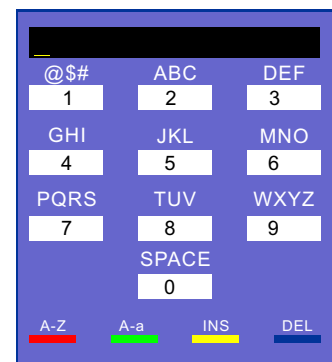 _
@$# ABC DEF
1 2 3
GHI JKL MNO
4 5 6
PQRS TUV WXYZ
7 8 9
SPACE
0
A-Z A-a INS DEL